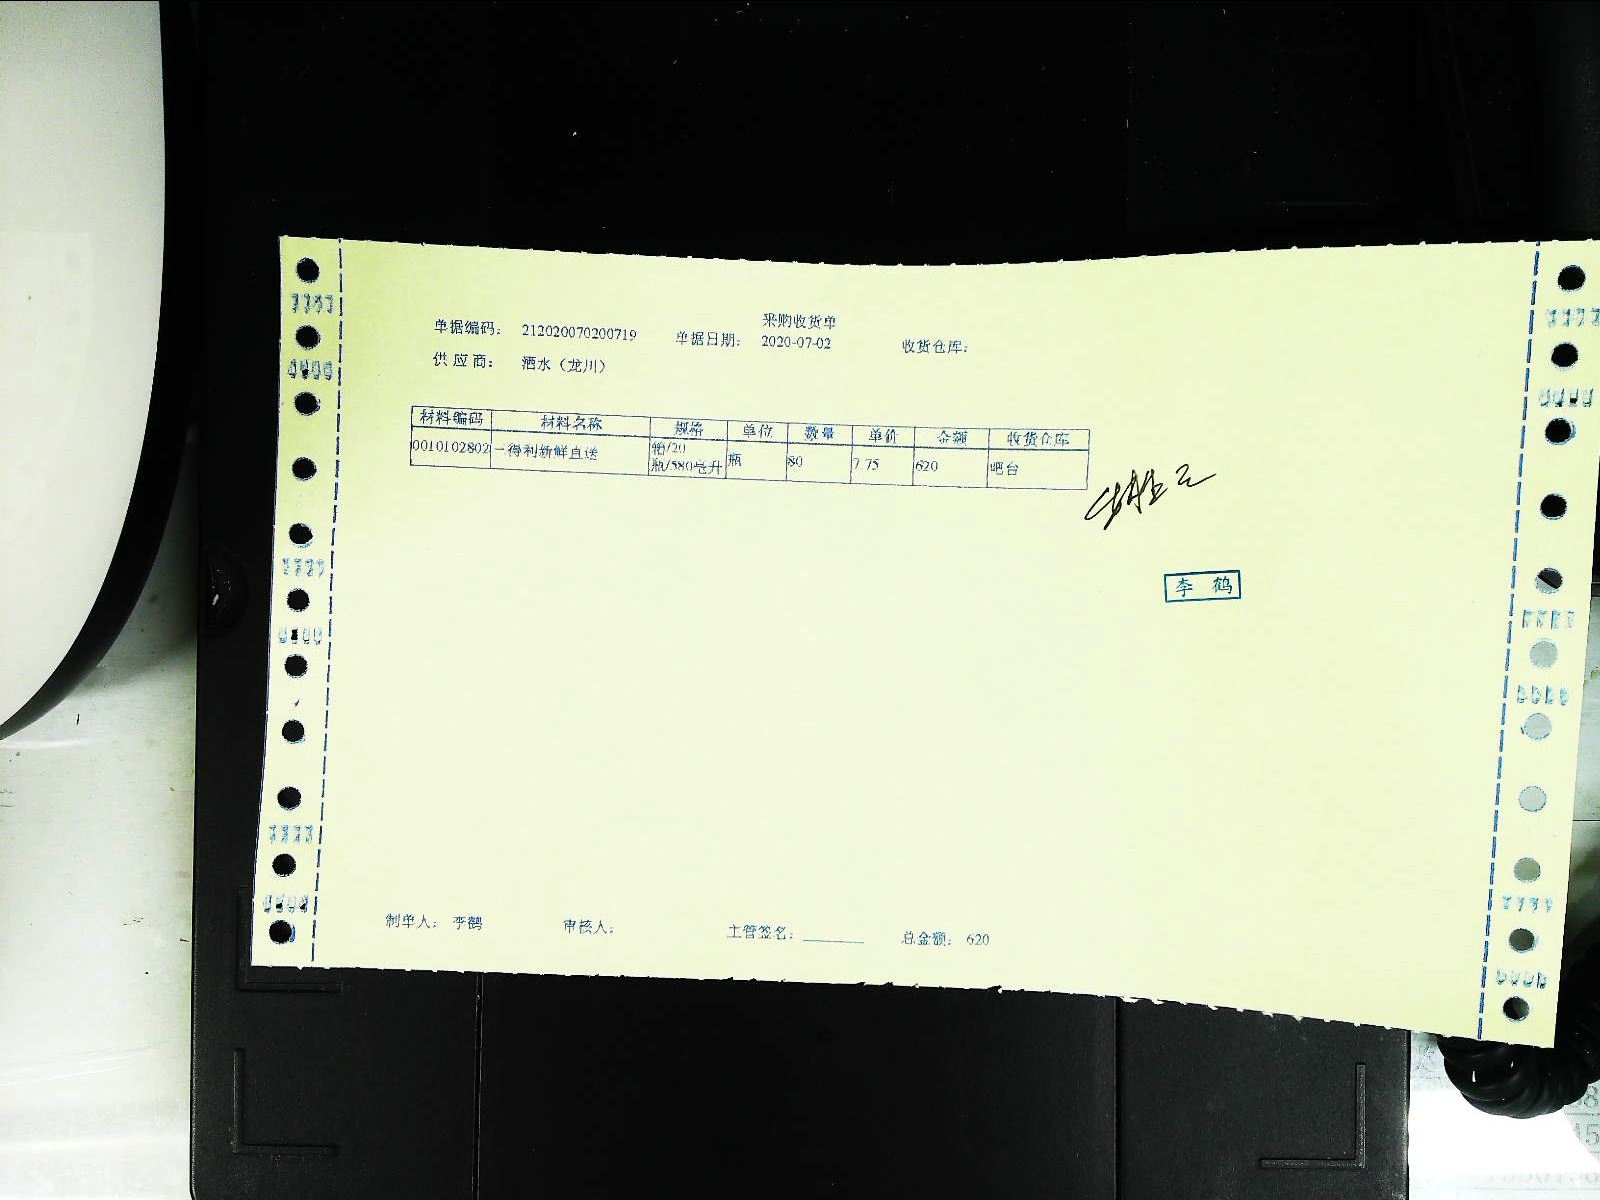 采购收货单
单据编码: 212020070200719 单据日期: 2020-07-02 收货仓库:
供应商: 酒水（龙川）
材料编码 材料名称 规格 单位 数量 单价 金额 收货仓库
0010102802 一得利新鲜直送 箱/20瓶/580毫升 瓶 80 7.75 620 吧台
李 鹤
制单人: 李鹤 审核人: 主管签名: 总金额: 620